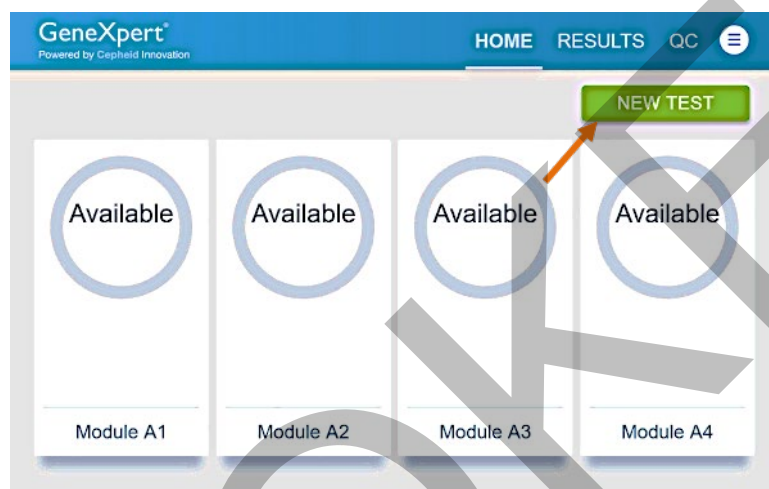 GeneXpert®
Powered by Cepheid Innovation
HOME RESULTS QC
NEW TEST
Available Available Available Available
Module A1 Module A2 Module A3 Module A4